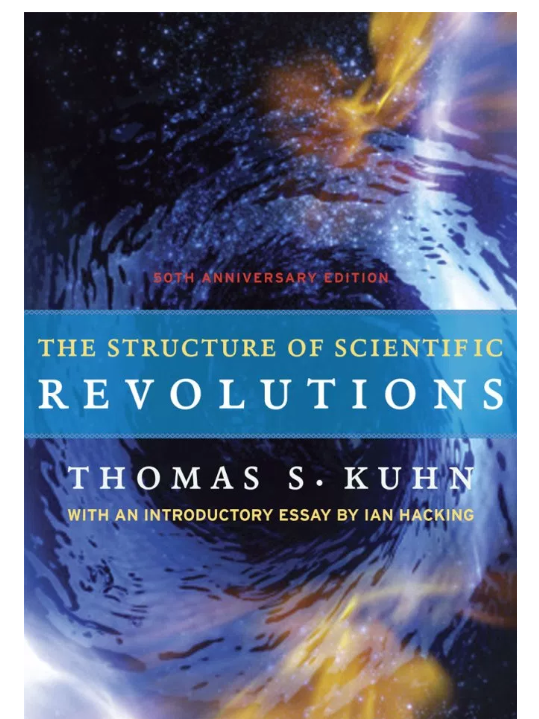 50TH ANNIVERSARY EDITION
THE STRUCTURE OF SCIENTIFIC
REVOLUTIONS
THOMAS S. KUHN
WITH AN INTRODUCTORY ESSAY BY IAN HACKING